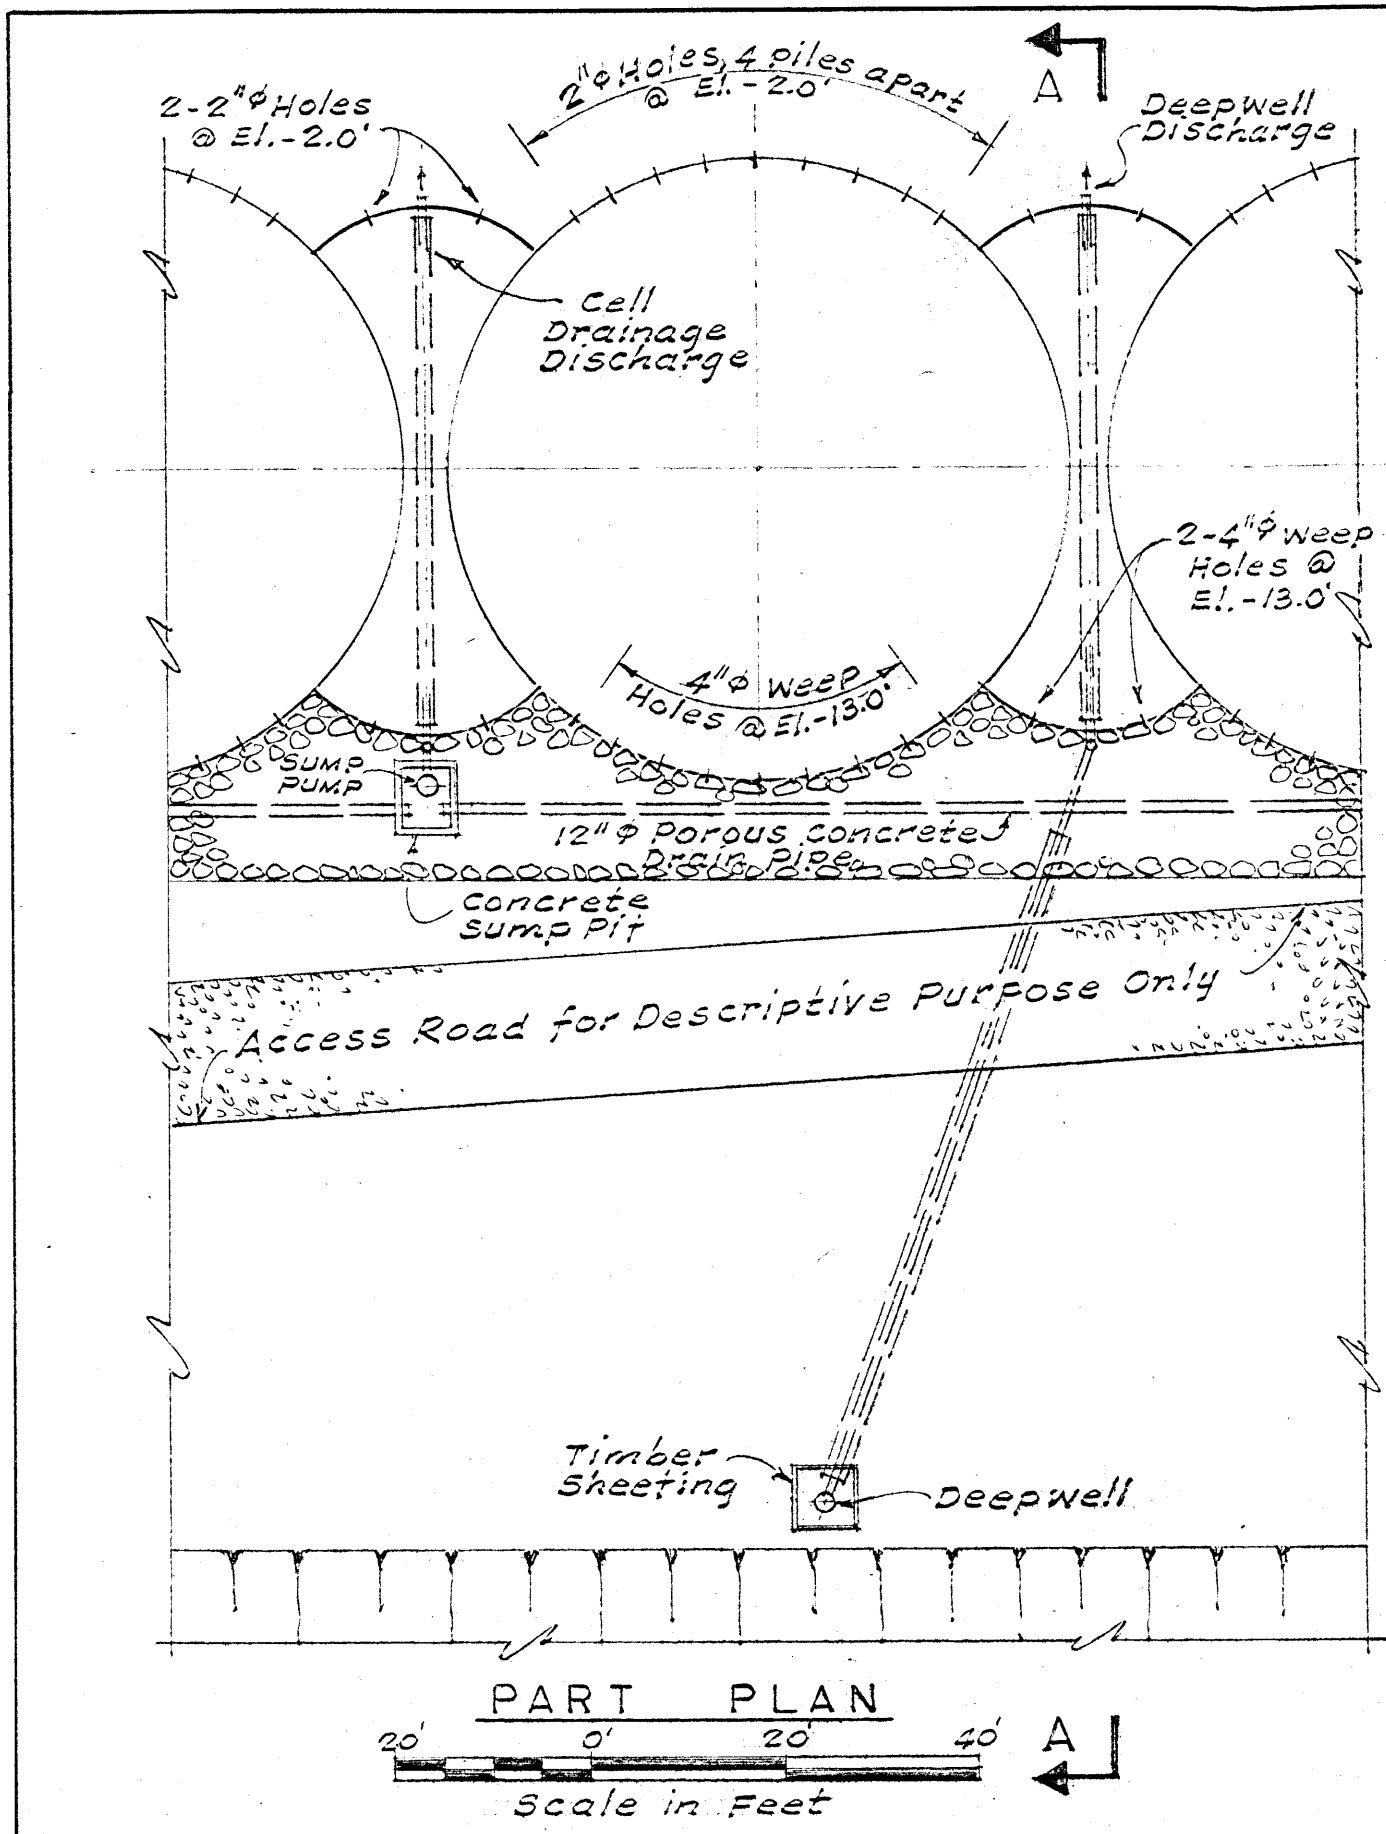 2"φ Holes, 4 piles apart
@ El. -2.0'
A
2-2"φ Holes
@ El. -2.0'
Deepwell
Discharge
Cell
Drainage
Discharge
2-4"φ Weep
Holes @
El. -13.0'
4"φ Weep
Holes @ El. -13.0'
SUMP
PUMP
12"φ Porous Concrete
Drain Pipe
Concrete
Sump Pit
Access Road for Descriptive Purpose Only
Timber
Sheeting
Deepwell
PART PLAN
20' 0' 20' 40'
Scale in Feet
A